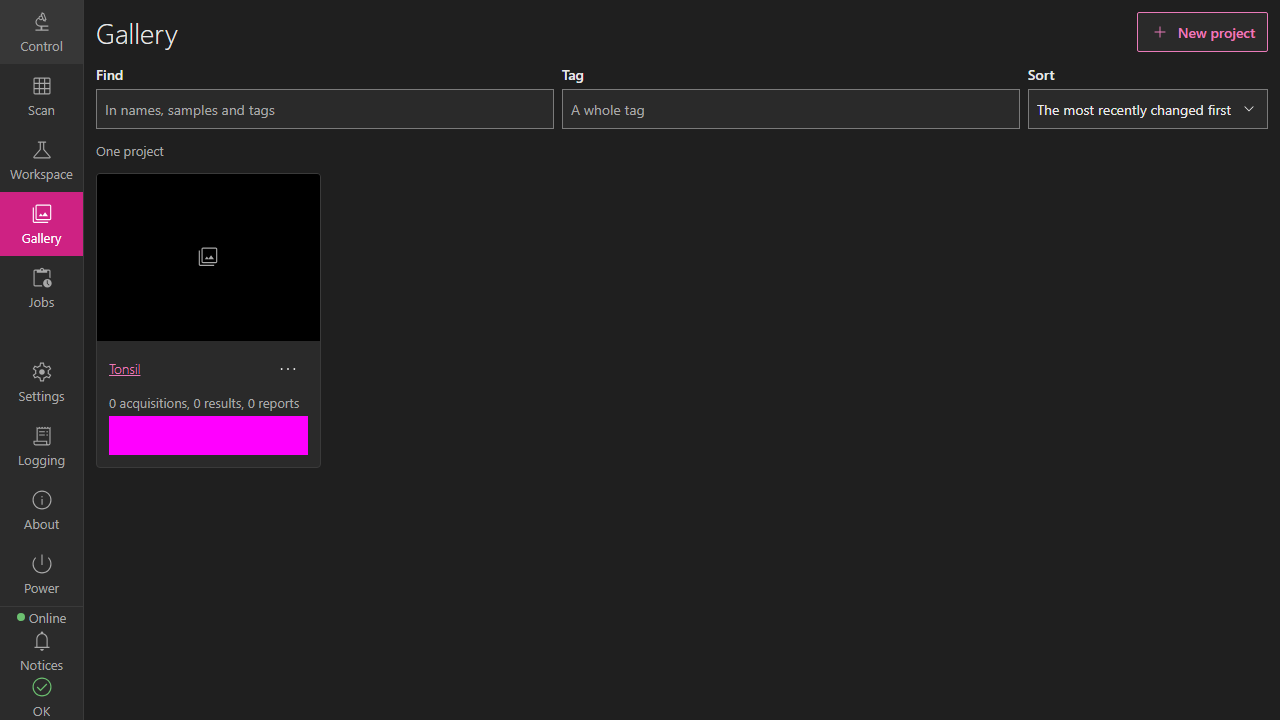 Control
Scan
Workspace
Gallery
Jobs
Settings
Logging
About
Power
Online
Notices
OK
Gallery
New project
Find
Tag
Sort
In names, samples and tags
A whole tag
The most recently changed first
One project
Tonsil
0 acquisitions, 0 results, 0 reports